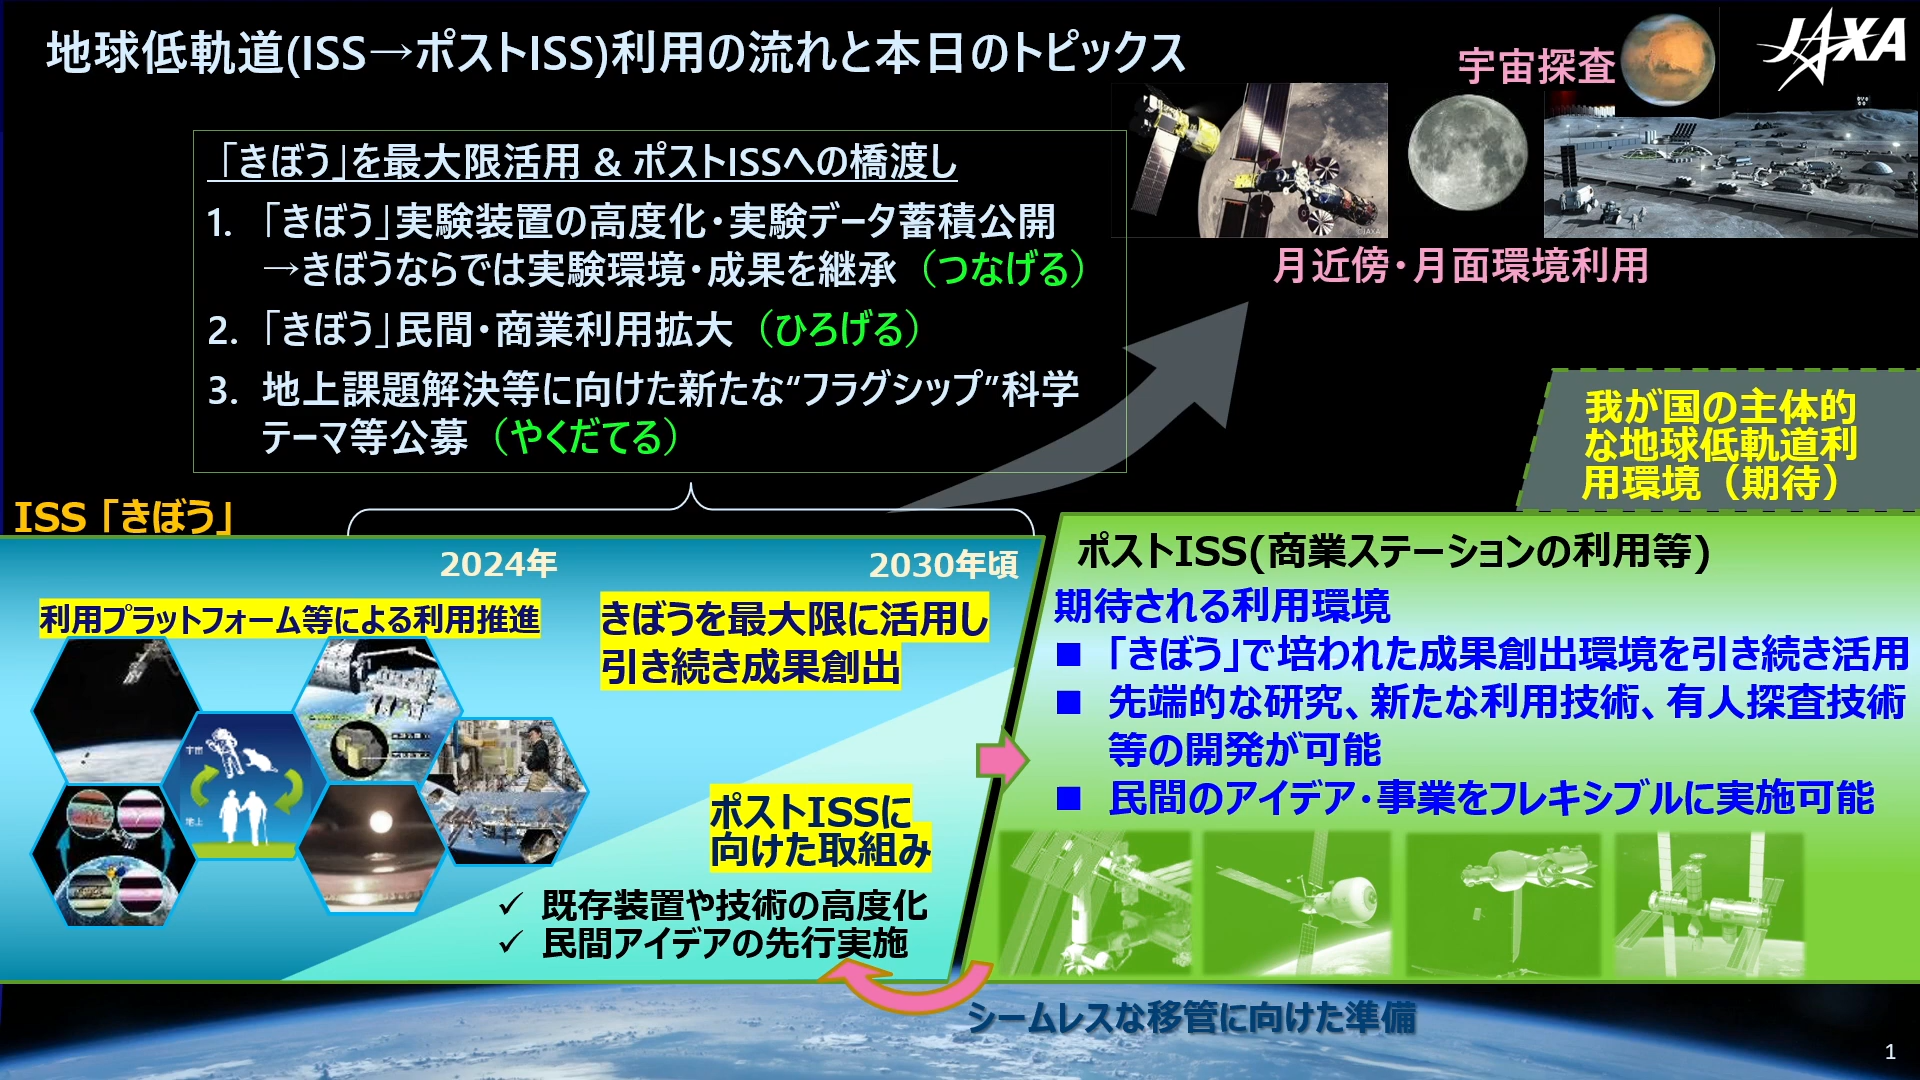 地球低軌道(ISS→ポストISS)利用の流れと本日のトピックス
宇宙探査
JAXA
「きぼう」を最大限活用 & ポストISSへの橋渡し
1. 「きぼう」実験装置の高度化・実験データ蓄積公開
→きぼうならでは実験環境・成果を継承（つなげる）
2. 「きぼう」民間・商業利用拡大（ひろげる）
3. 地上課題解決等に向けた新たな“フラグシップ”科学
テーマ等公募（やくだてる）
©JAXA
月近傍・月面環境利用
我が国の主体的
な地球低軌道利
用環境（期待）
ISS「きぼう」
2024年
2030年頃
利用プラットフォーム等による利用推進
きぼうを最大限に活用し
引き続き成果創出
宇宙
地上
ポストISSに
向けた取組み
✓ 既存装置や技術の高度化
✓ 民間アイデアの先行実施
ポストISS(商業ステーションの利用等)
期待される利用環境
■ 「きぼう」で培われた成果創出環境を引き続き活用
■ 先端的な研究、新たな利用技術、有人探査技術
等の開発が可能
■ 民間のアイデア・事業をフレキシブルに実施可能
シームレスな移管に向けた準備
1